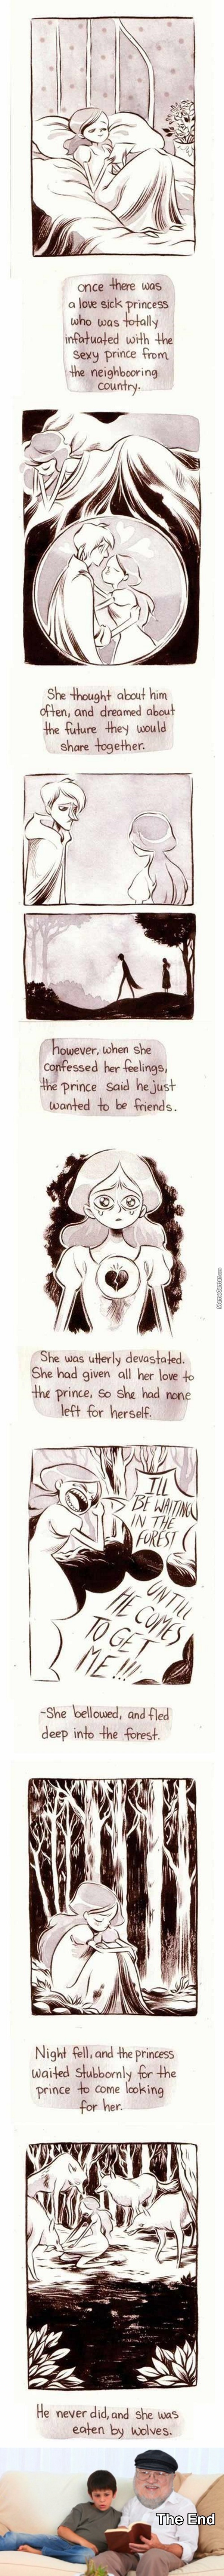 once there was
a love sick princess
who was totally
infatuated with the
sexy prince from
the neighbooring
country.
She thought about him
often, and dreamed about
the future they would
share together.
however, when she
confessed her feelings,
the prince said he just
wanted to be friends.
She was utterly devastated.
She had given all her love to
the prince, so she had none
left for herself.
I'LL
BE WAITING
IN THE
FOREST
UNTIL
HE COMES
TO GET
ME!!!
-She bellowed, and fled
deep into the forest.
Night fell, and the princess
waited stubbornly for the
prince to come looking
for her.
He never did, and she was
eaten by wolves.
The End